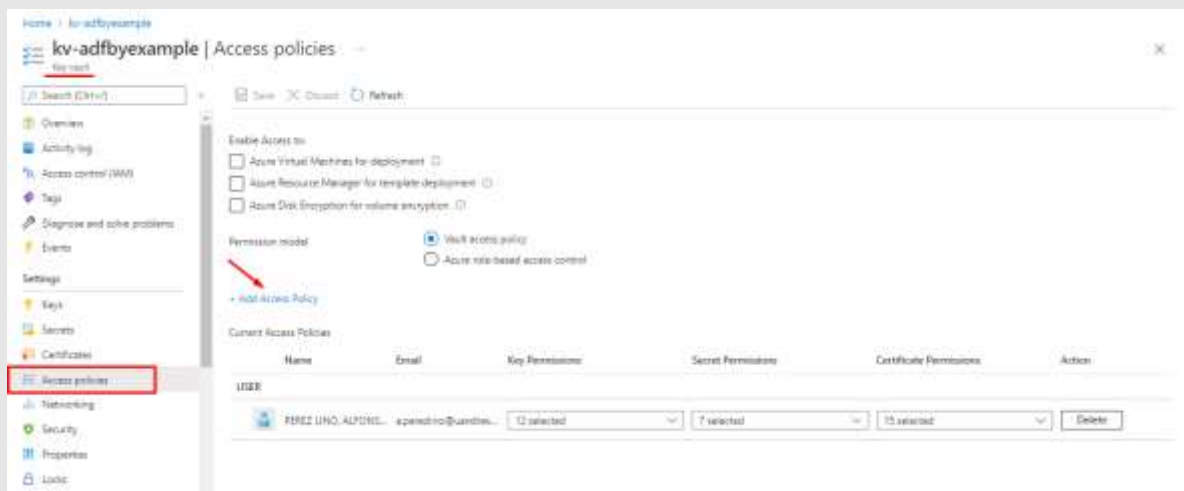 Home > kv-adfbyexample
kv-adfbyexample | Access policies
Key vault
Search (Ctrl+/)
Save Discard Refresh
Overview
Activity log
Access control (IAM)
Tags
Diagnose and solve problems
Events
Settings
Keys
Secrets
Certificates
Access policies
Networking
Security
Properties
Locks
Enable Access to:
Azure Virtual Machines for deployment
Azure Resource Manager for template deployment
Azure Disk Encryption for volume encryption
Permission model
Vault access policy
Azure role-based access control
+ Add Access Policy
Current Access Policies
Name Email Key Permissions Secret Permissions Certificate Permissions Action
USER
PEREZ LINO, ALFONS... 12 selected 7 selected 15 selected Delete